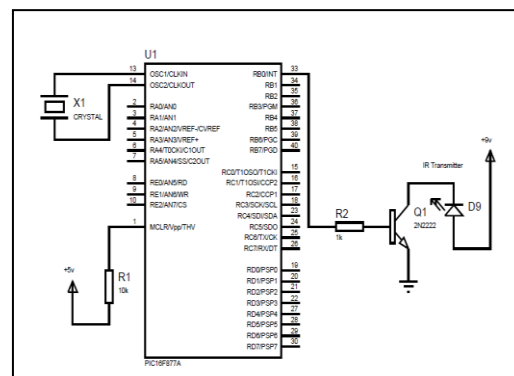 U1
13 OSC1/CLKIN RB0/INT 33
14 OSC2/CLKOUT RB1 34
RB2 35
2 RA0/AN0 RB3/PGM 36
3 RA1/AN1 RB4 37
4 RA2/AN2/VREF-/CVREF RB5 38
5 RA3/AN3/VREF+ RB6/PGC 39
6 RA4/T0CKI/C1OUT RB7/PGD 40
7 RA5/AN4/SS/C2OUT
RC0/T1OSO/T1CKI 15
8 RE0/AN5/RD RC1/T1OSI/CCP2 16
9 RE1/AN6/WR RC2/CCP1 17
10 RE2/AN7/CS RC3/SCK/SCL 18
RC4/SDI/SDA 23
1 MCLR/Vpp/THV RC5/SDO 24
RC6/TX/CK 25
RC7/RX/DT 26
RD0/PSP0 19
RD1/PSP1 20
RD2/PSP2 21
RD3/PSP3 22
RD4/PSP4 27
RD5/PSP5 28
RD6/PSP6 29
RD7/PSP7 30
PIC16F877A
X1
CRYSTAL
+5v
R1
10k
R2
1k
Q1
2N2222
IR Transmitter
D9
+9v